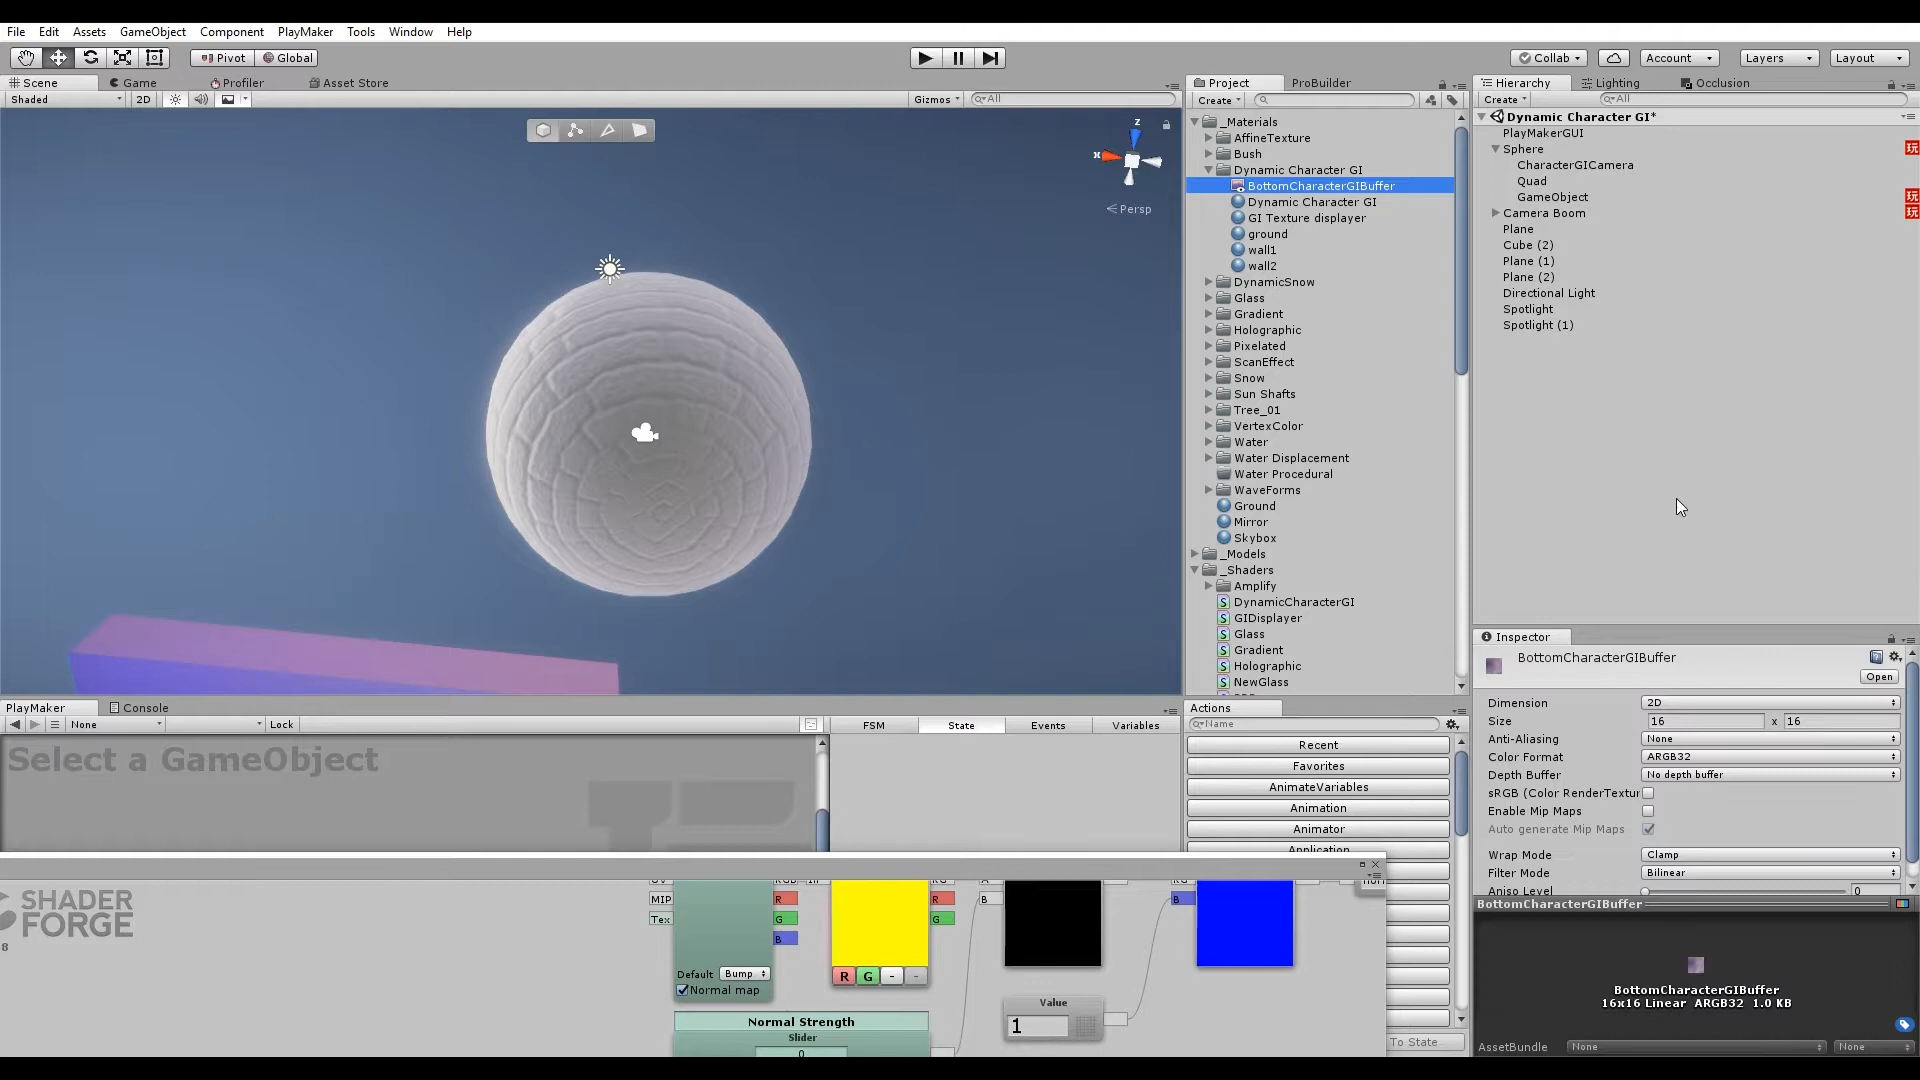 File Edit Assets GameObject Component PlayMaker Tools Window Help
Pivot Global Collab Account Layers Layout
Scene Game Profiler Asset Store
Shaded 2D Gizmos All
Z
X
Persp
Project ProBuilder
Create
_Materials
AffineTexture
Bush
Dynamic Character GI
BottomCharacterGIBuffer
Dynamic Character GI
GI Texture displayer
ground
wall1
wall2
DynamicSnow
Glass
Gradient
Holographic
Pixelated
ScanEffect
Snow
Sun Shafts
Tree_01
VertexColor
Water
Water Displacement
Water Procedural
WaveForms
Ground
Mirror
Skybox
_Models
_Shaders
Amplify
DynamicCharacterGI
GIDisplayer
Glass
Gradient
Holographic
NewGlass
Hierarchy Lighting Occlusion
Create All
Dynamic Character GI*
PlayMakerGUI
Sphere 玩
CharacterGICamera
Quad
GameObject 玩
Camera Boom 玩
Plane
Cube (2)
Plane (1)
Plane (2)
Directional Light
Spotlight
Spotlight (1)
Inspector
BottomCharacterGIBuffer
Open
Dimension 2D
Size 16 x 16
Anti-Aliasing None
Color Format ARGB32
Depth Buffer No depth buffer
sRGB (Color RenderTextur
Enable Mip Maps
Auto generate Mip Maps
Wrap Mode Clamp
Filter Mode Bilinear
Aniso Level 0
BottomCharacterGIBuffer
BottomCharacterGIBuffer
16x16 Linear ARGB32 1.0 KB
AssetBundle None None
PlayMaker Console
None Lock
FSM State Events Variables
Select a GameObject
Actions
Name
Recent
Favorites
AnimateVariables
Animation
Animator
Application
To State
SHADER
FORGE
8
MIP
Tex
R
G
B
Default Bump
Normal map
R
G
R G - -
B
B
Value
1
Normal Strength
Slider
0